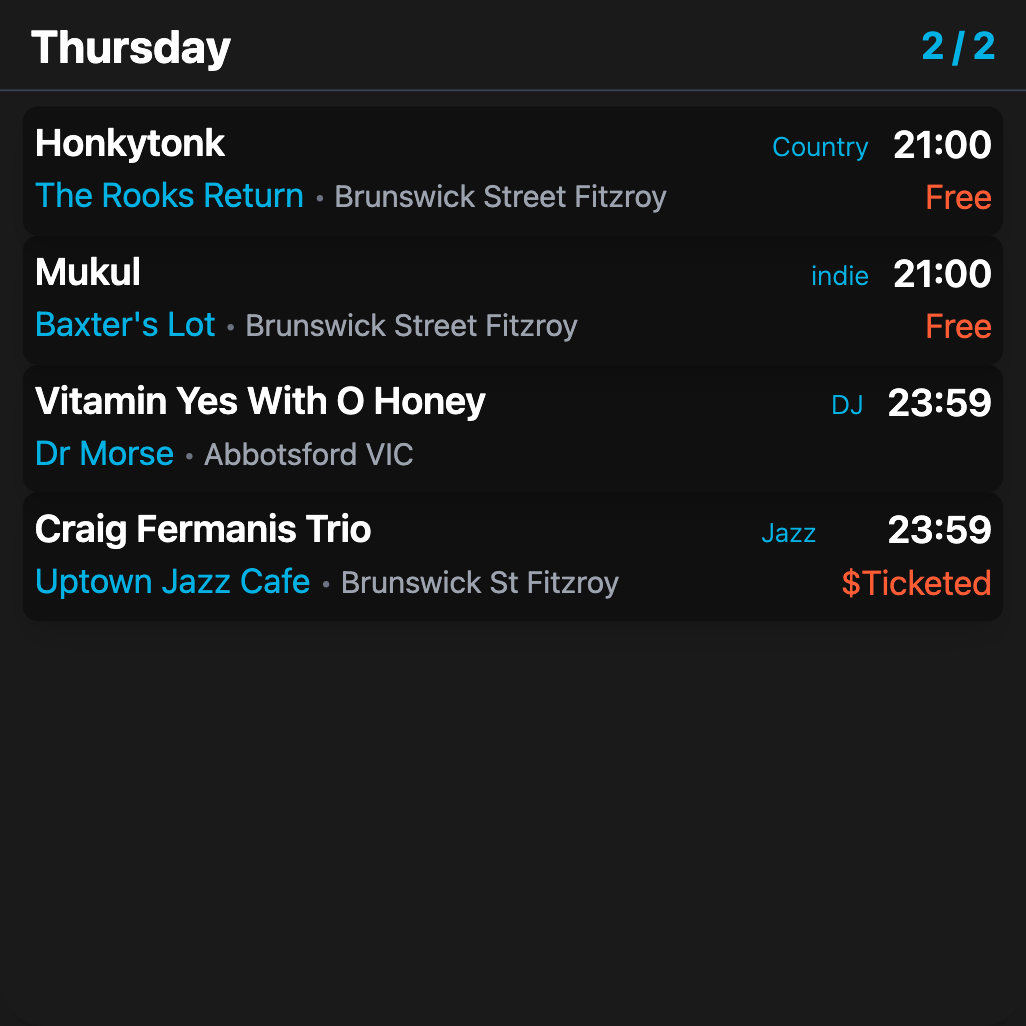 Thursday 2 / 2
Honkytonk Country 21:00
The Rooks Return • Brunswick Street Fitzroy Free
Mukul indie 21:00
Baxter's Lot • Brunswick Street Fitzroy Free
Vitamin Yes With O Honey DJ 23:59
Dr Morse • Abbotsford VIC
Craig Fermanis Trio Jazz 23:59
Uptown Jazz Cafe • Brunswick St Fitzroy $Ticketed